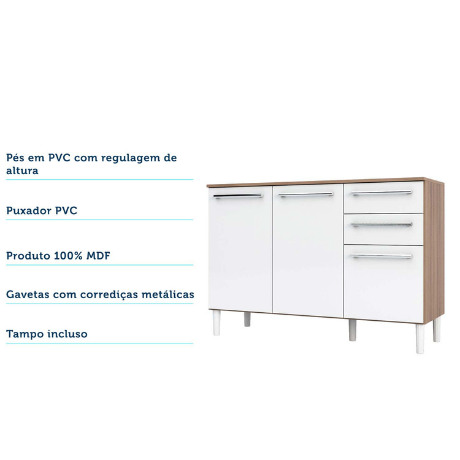 Pés em PVC com regulagem de
altura
Puxador PVC
Produto 100% MDF
Gavetas com corrediças metálicas
Tampo incluso